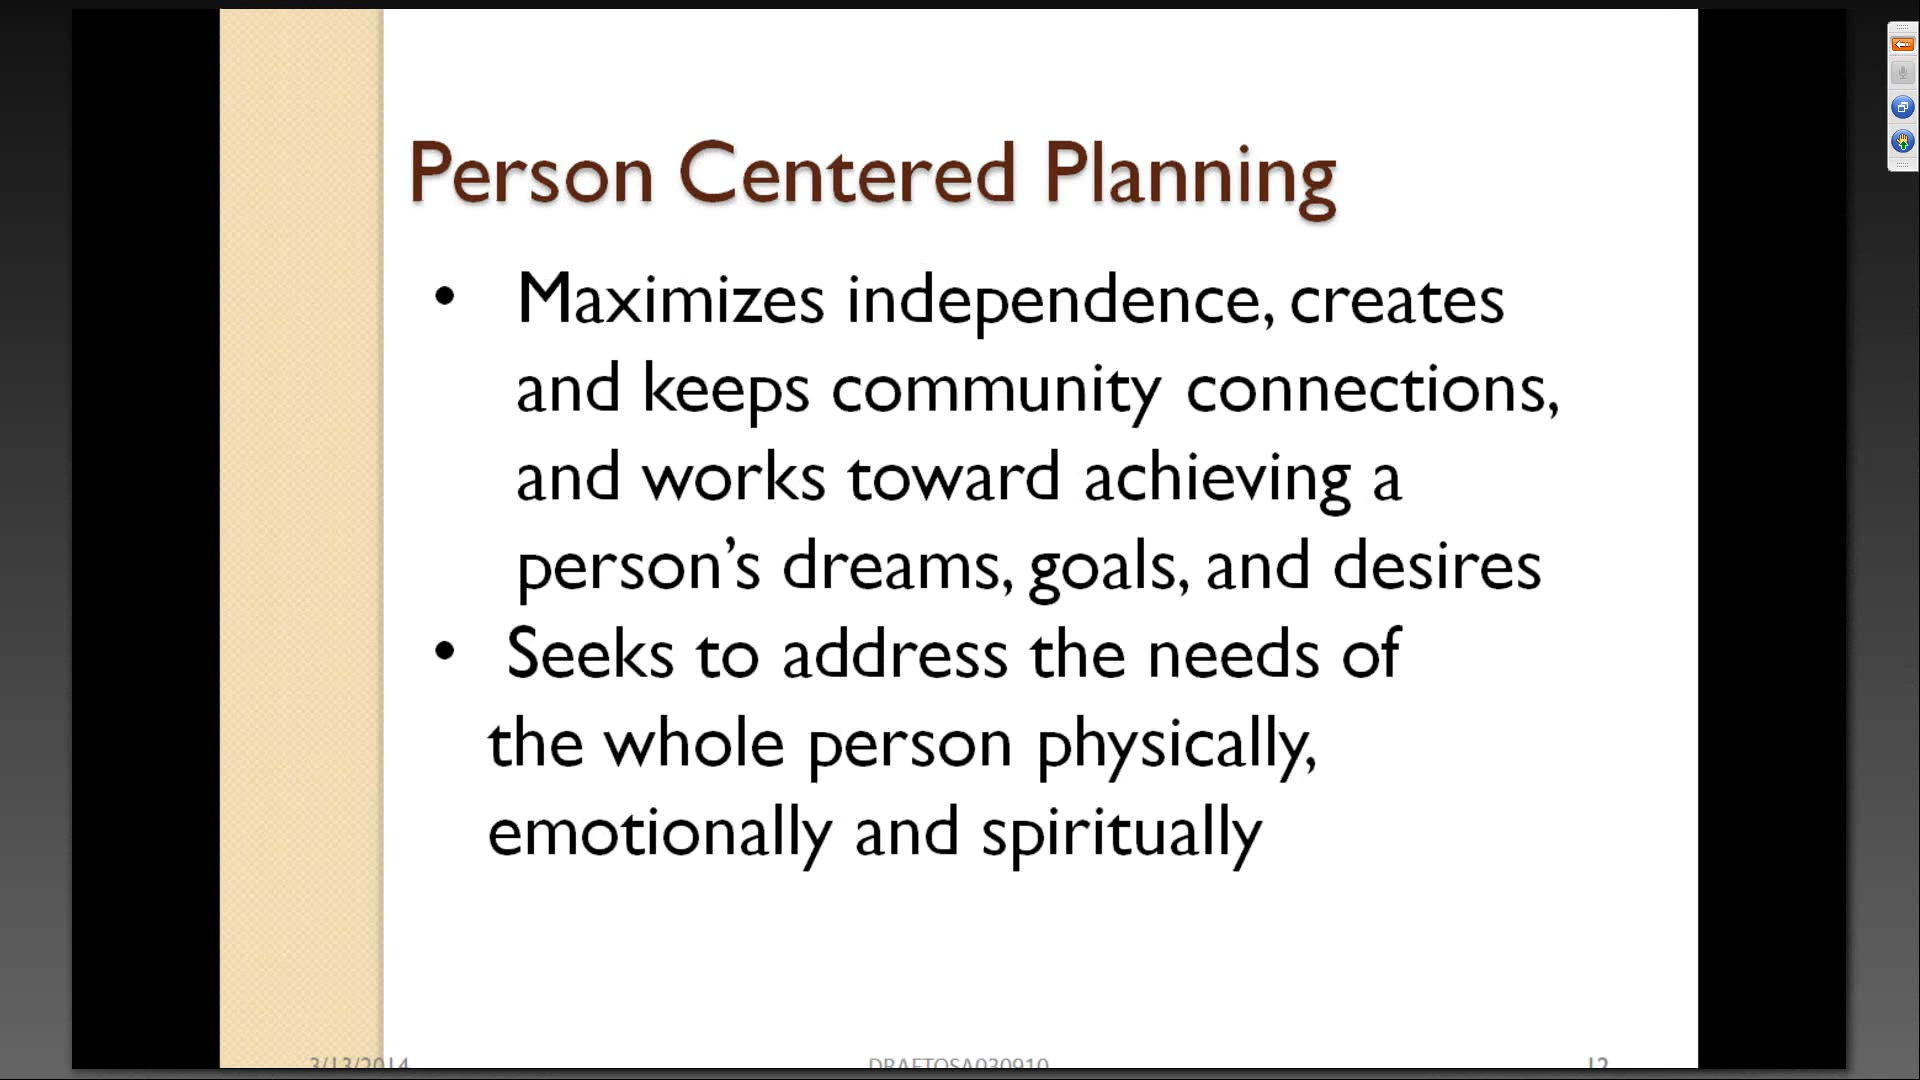 Person Centered Planning
• Maximizes independence, creates
and keeps community connections,
and works toward achieving a
person’s dreams, goals, and desires
• Seeks to address the needs of
the whole person physically,
emotionally and spiritually
3/13/2014 DRAFTOSA030910 12